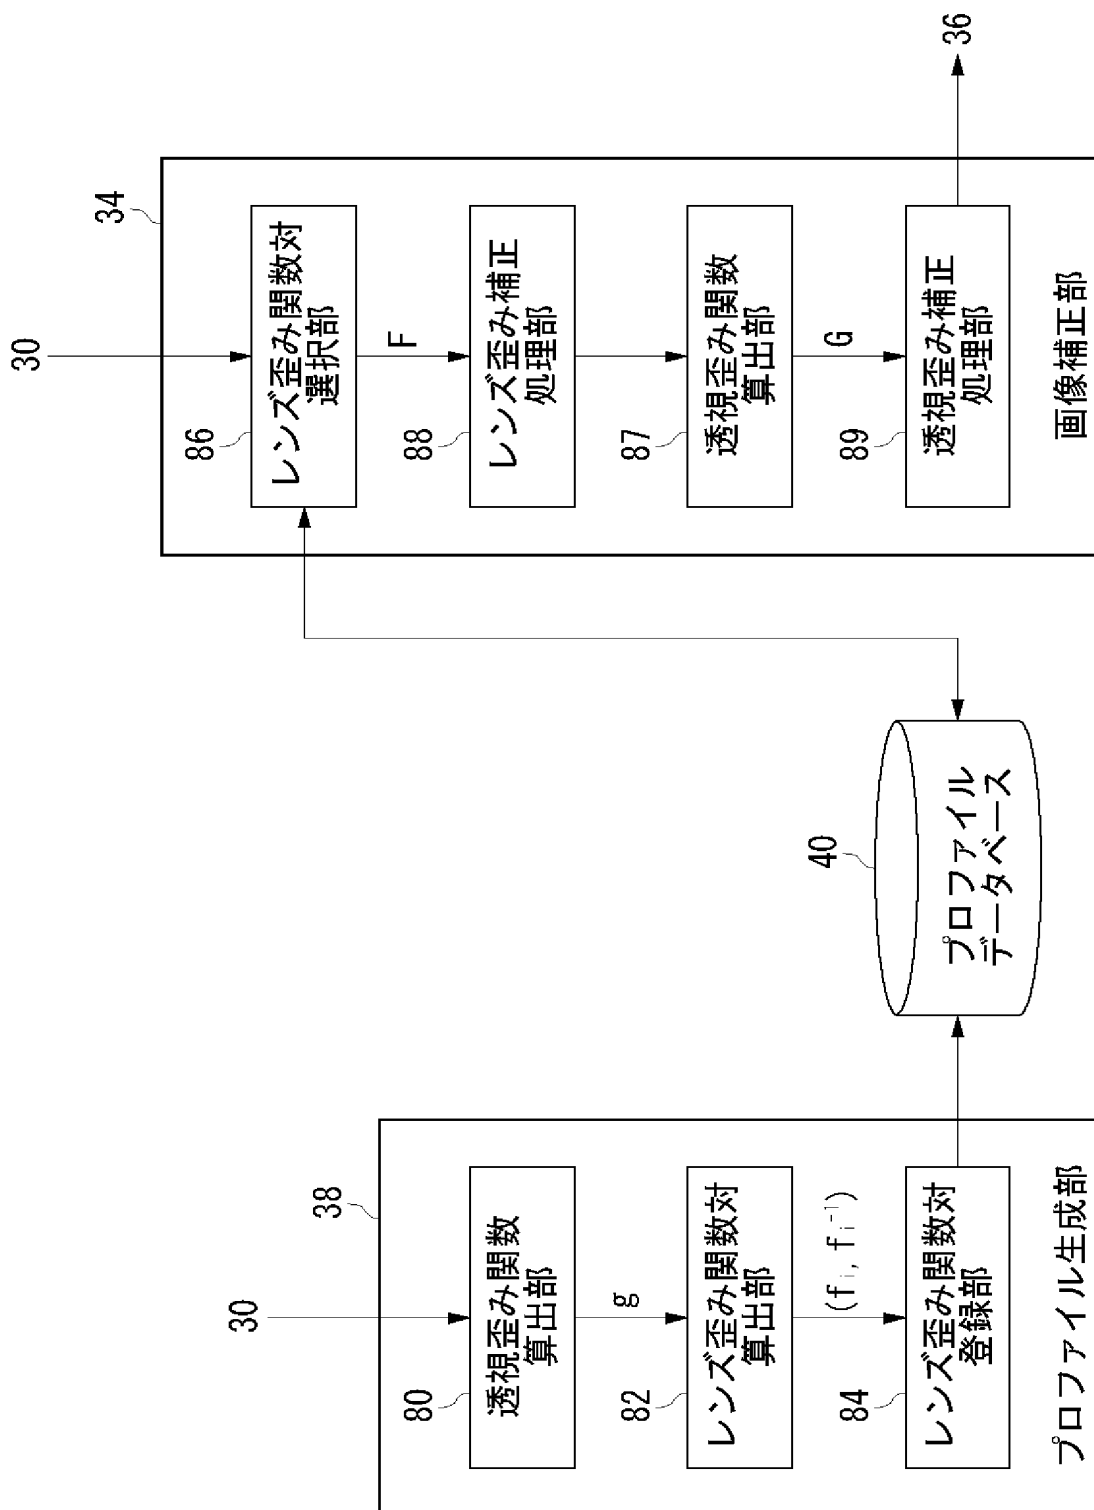 30
38
80
透視歪み関数
算出部
g
82
レンズ歪み関数対
算出部
(fi, fi⁻¹)
84
レンズ歪み関数対
登録部
プロファイル生成部
40
プロファイル
データベース
30
34
86
レンズ歪み関数対
選択部
F
88
レンズ歪み補正
処理部
87
透視歪み関数
算出部
G
89
透視歪み補正
処理部
36
画像補正部